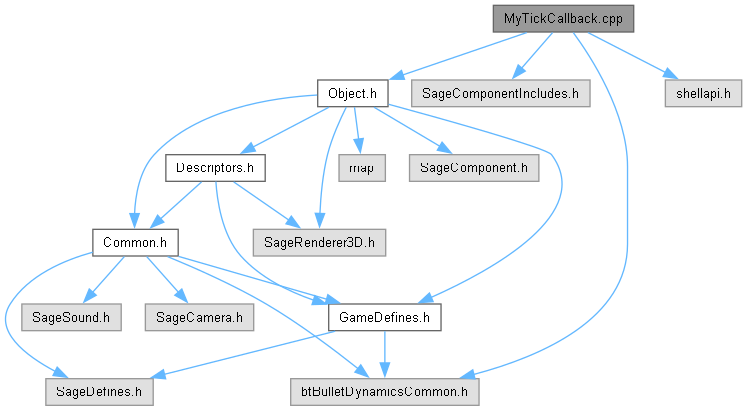 MyTickCallback.cpp
Object.h
SageComponentIncludes.h
shellapi.h
Descriptors.h
map
SageComponent.h
Common.h
SageRenderer3D.h
SageSound.h
SageCamera.h
GameDefines.h
SageDefines.h
btBulletDynamicsCommon.h